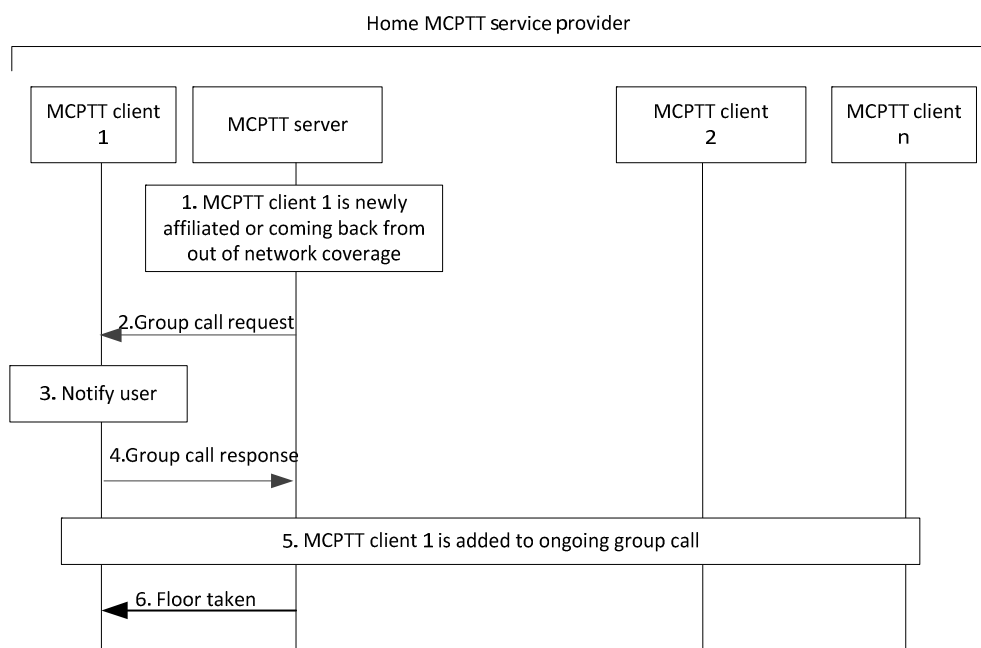 Home MCPTT service provider
MCPTT client
1
MCPTT server
MCPTT client
2
MCPTT client
n
1. MCPTT client 1 is newly
affiliated or coming back from
out of network coverage
2.Group call request
3. Notify user
4.Group call response
5. MCPTT client 1 is added to ongoing group call
6. Floor taken